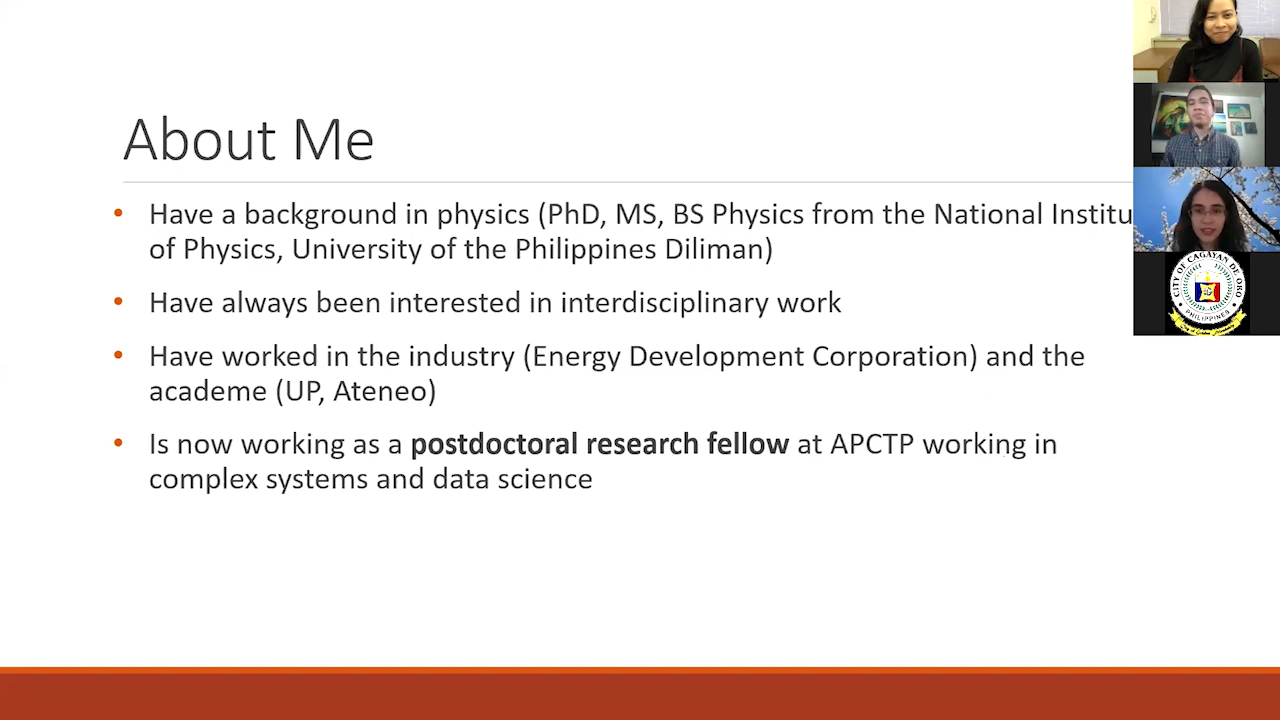 About Me
• Have a background in physics (PhD, MS, BS Physics from the National Institu
of Physics, University of the Philippines Diliman)
• Have always been interested in interdisciplinary work
• Have worked in the industry (Energy Development Corporation) and the
academe (UP, Ateneo)
• Is now working as a postdoctoral research fellow at APCTP working in
complex systems and data science
CITY OF CAGAYAN DE ORO
PHILIPPINES